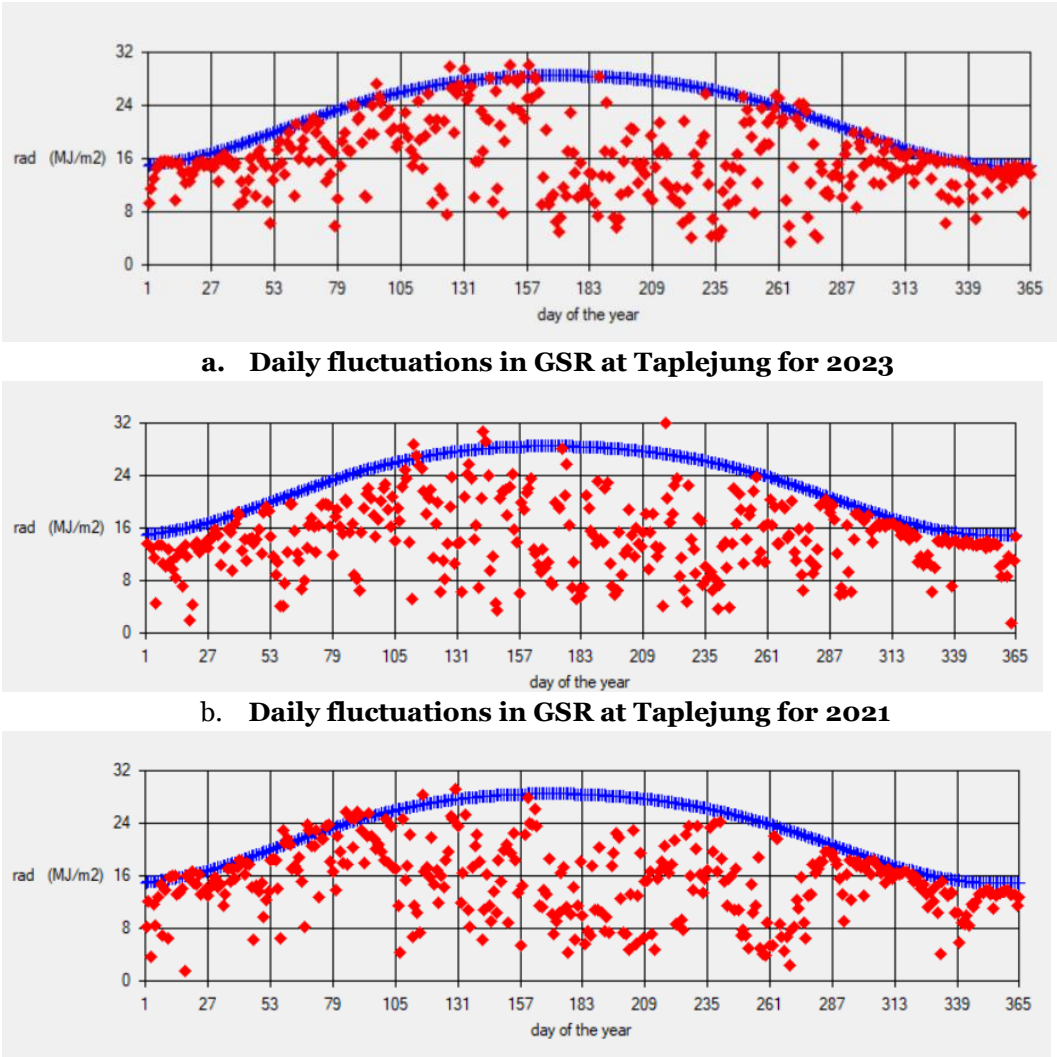 32
24
rad (MJ/m2) 16
8
0
1 27 53 79 105 131 157 183 209 235 261 287 313 339 365
day of the year
a. Daily fluctuations in GSR at Taplejung for 2023
32
24
rad (MJ/m2) 16
8
0
1 27 53 79 105 131 157 183 209 235 261 287 313 339 365
day of the year
b. Daily fluctuations in GSR at Taplejung for 2021
32
24
rad (MJ/m2) 16
8
0
1 27 53 79 105 131 157 183 209 235 261 287 313 339 365
day of the year